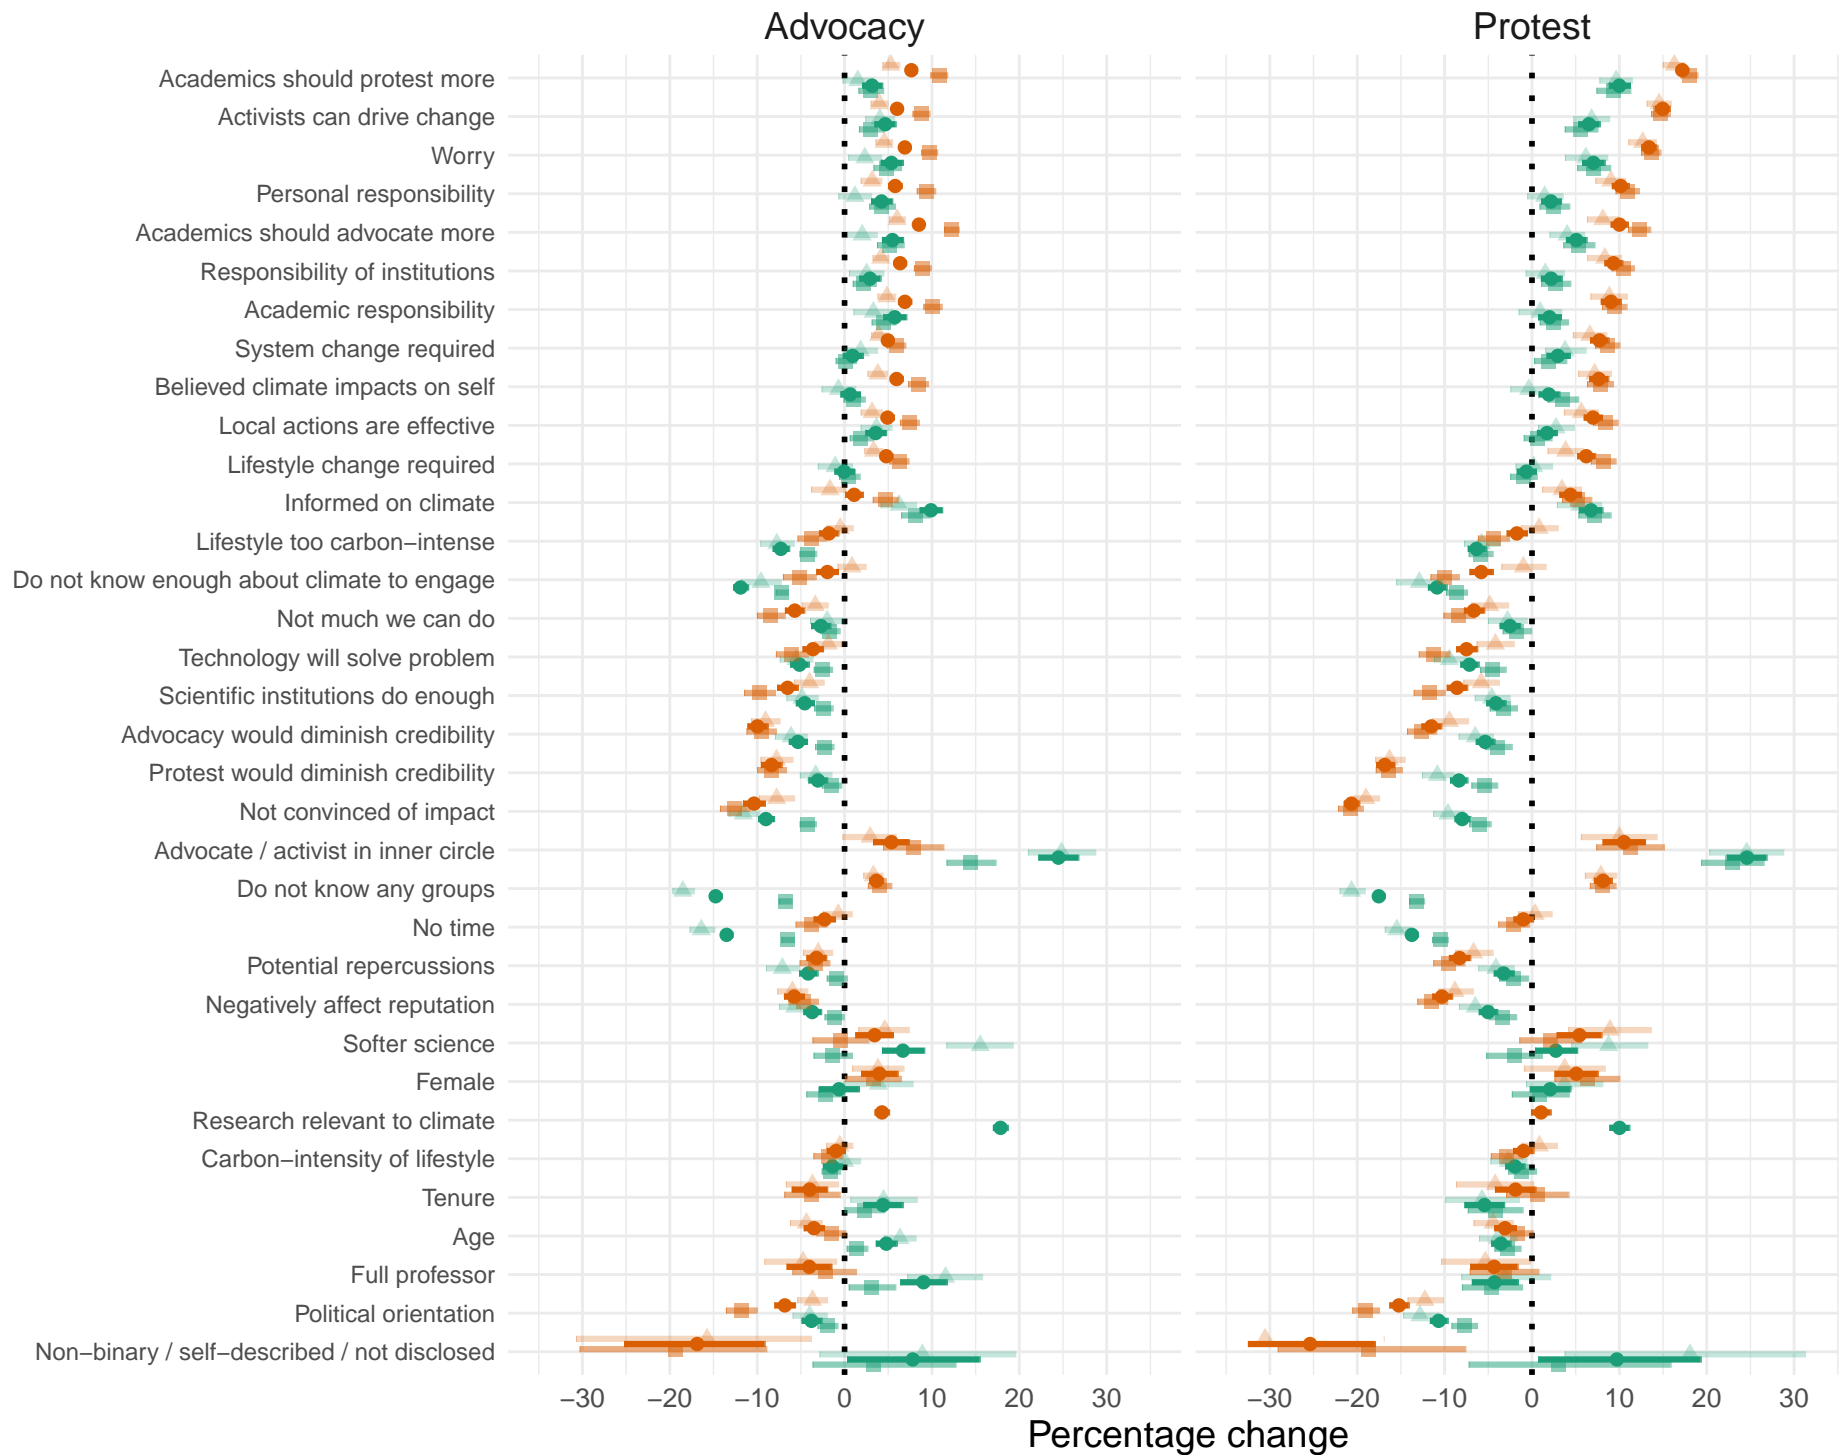 Advocacy
Protest
Academics should protest more
Activists can drive change
Worry
Personal responsibility
Academics should advocate more
Responsibility of institutions
Academic responsibility
System change required
Believed climate impacts on self
Local actions are effective
Lifestyle change required
Informed on climate
Lifestyle too carbon−intense
Do not know enough about climate to engage
Not much we can do
Technology will solve problem
Scientific institutions do enough
Advocacy would diminish credibility
Protest would diminish credibility
Not convinced of impact
Advocate / activist in inner circle
Do not know any groups
No time
Potential repercussions
Negatively affect reputation
Softer science
Female
Research relevant to climate
Carbon−intensity of lifestyle
Tenure
Age
Full professor
Political orientation
Non−binary / self−described / not disclosed
−30 −20 −10 0 10 20 30
−30 −20 −10 0 10 20 30
Percentage change